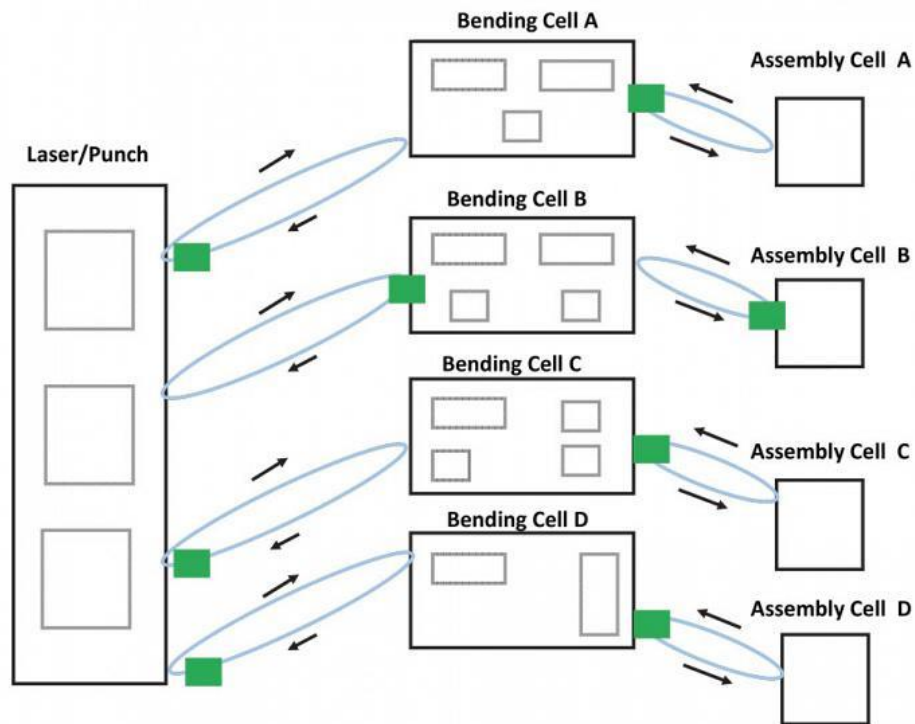 Bending Cell A
Assembly Cell A
Laser/Punch
Bending Cell B
Assembly Cell B
Bending Cell C
Assembly Cell C
Bending Cell D
Assembly Cell D